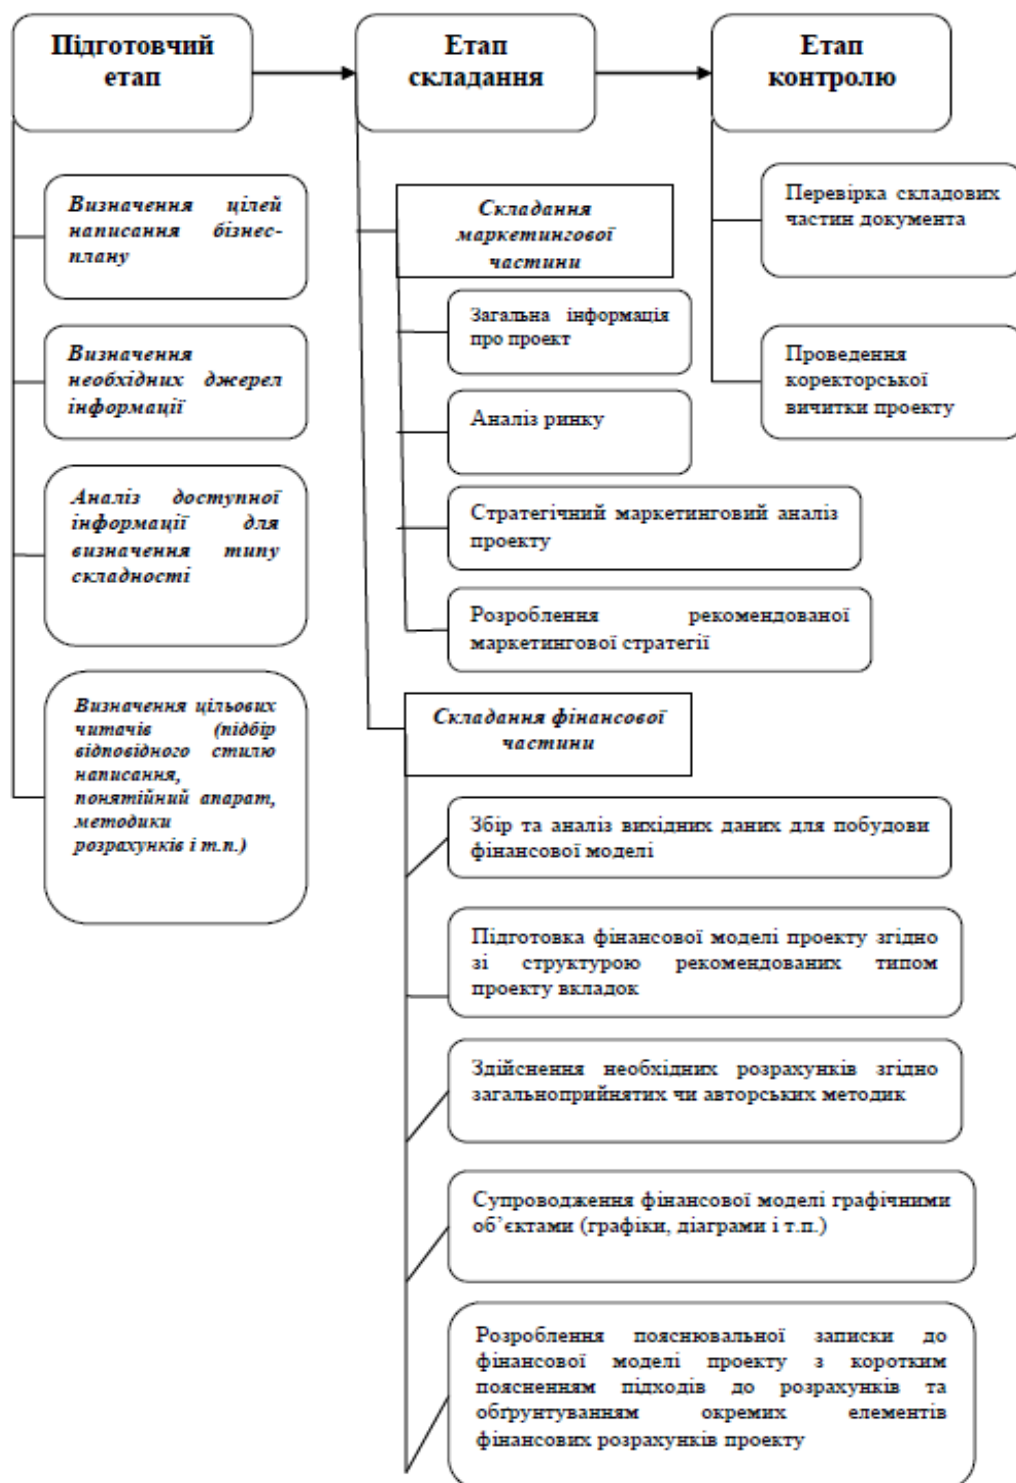 Підготовчий
етап
Етап
складання
Етап
контролю
Визначення цілей
написання бізнес-
плану
Визначення
необхідних джерел
інформації
Аналіз доступної
інформації для
визначення типу
складності
Визначення цільових
читачів (підбір
відповідного стилю
написання,
понятійний апарат,
методики
розрахунків і т.п.)
Складання
маркетингової
частини
Загальна інформація
про проект
Аналіз ринку
Стратегічний маркетинговий аналіз
проекту
Розроблення рекомендованої
маркетингової стратегії
Складання фінансової
частини
Збір та аналіз вихідних даних для побудови
фінансової моделі
Підготовка фінансової моделі проекту згідно
зі структурою рекомендованих типом
проекту вкладок
Здійснення необхідних розрахунків згідно
загальноприйнятих чи авторських методик
Супроводження фінансової моделі графічними
об’єктами (графіки, діаграми і т.п.)
Розроблення пояснювальної записки до
фінансової моделі проекту з коротким
поясненням підходів до розрахунків та
обґрунтуванням окремих елементів
фінансових розрахунків проекту
Перевірка складових
частин документа
Проведення
коректорської
вичитки проекту